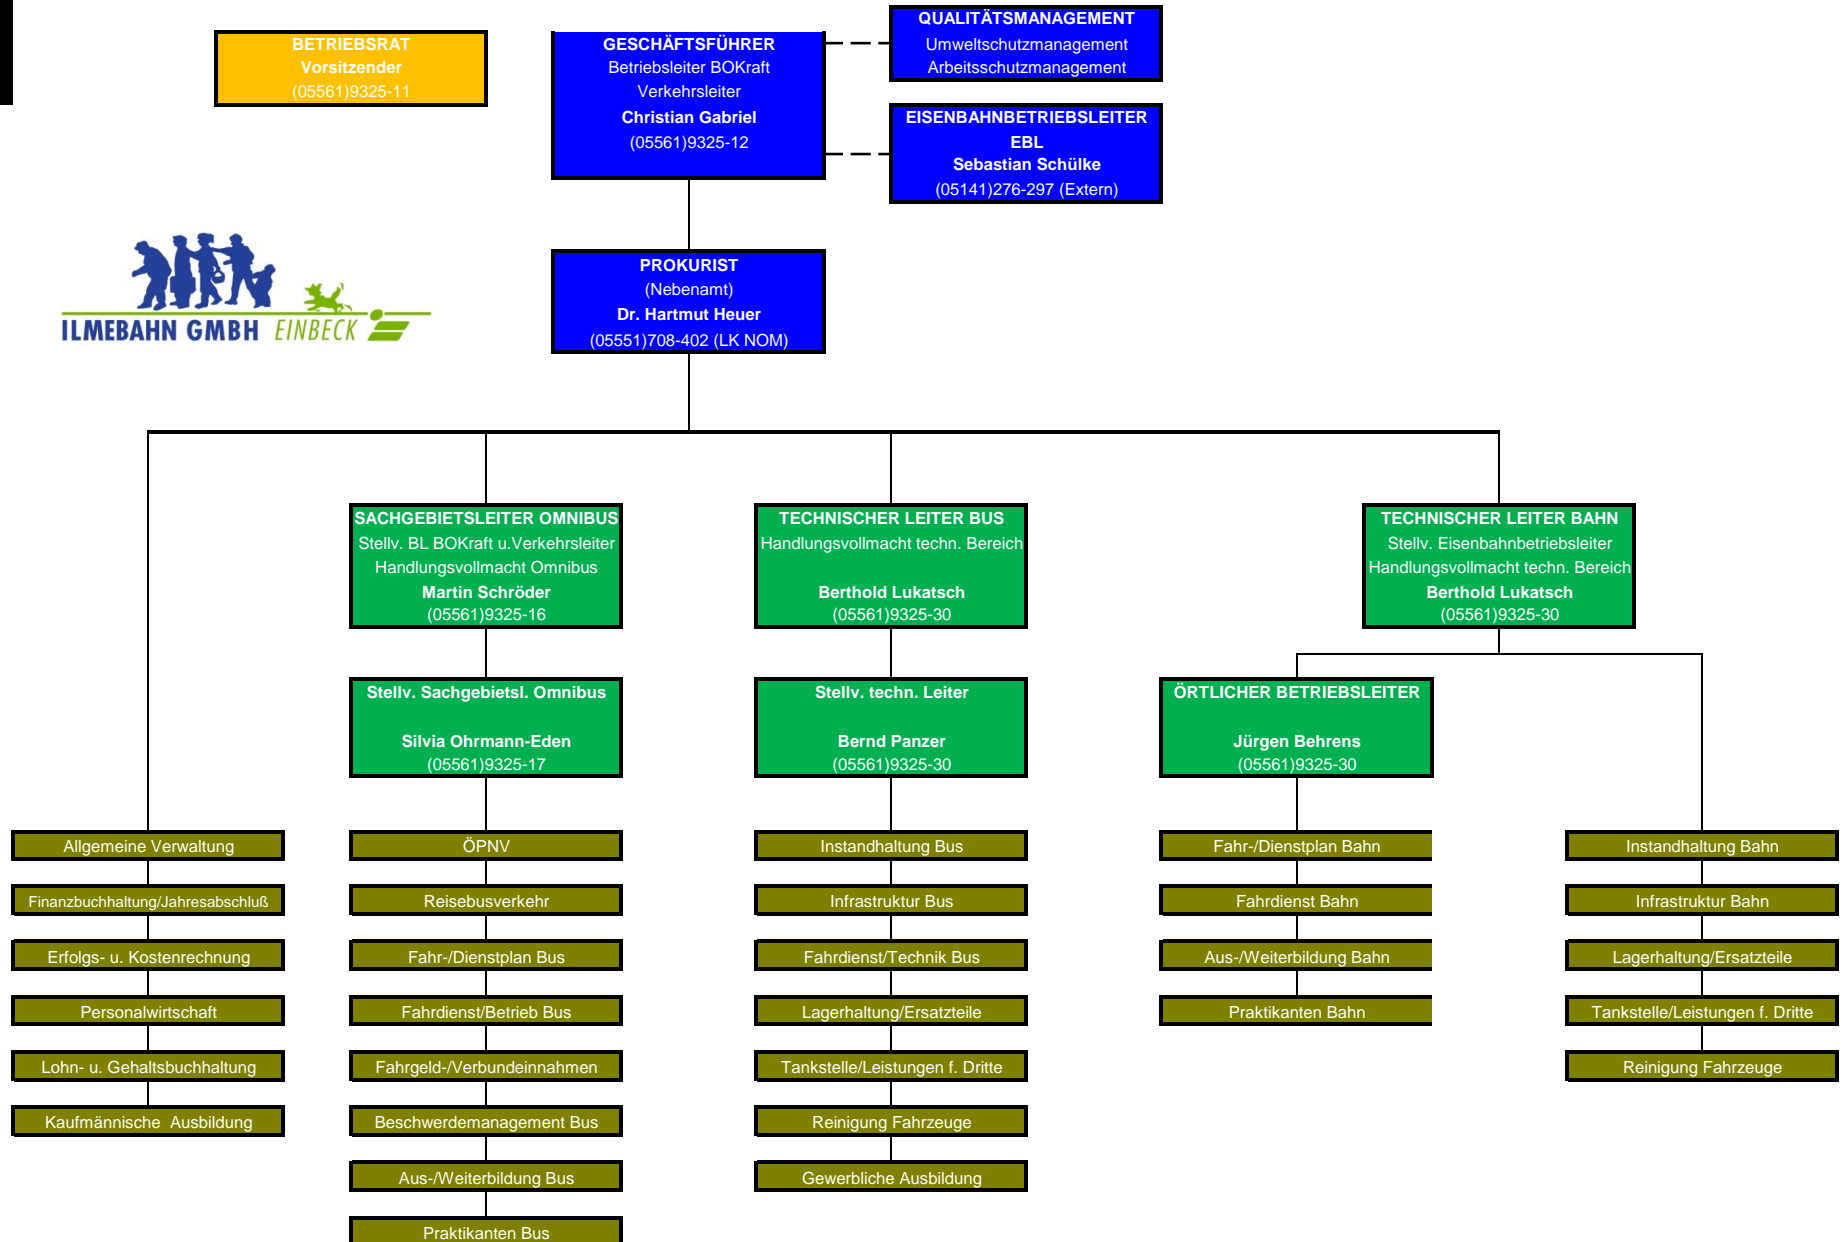 BETRIEBSRAT
Vorsitzender
(05561)9325-11
GESCHÄFTSFÜHRER
Betriebsleiter BOKraft
Verkehrsleiter
Christian Gabriel
(05561)9325-12
QUALITÄTSMANAGEMENT
Umweltschutzmanagement
Arbeitsschutzmanagement
EISENBAHNBETRIEBSLEITER
EBL
Sebastian Schülke
(05141)276-297 (Extern)
ILMEBAHN GMBH EINBECK
PROKURIST
(Nebenamt)
Dr. Hartmut Heuer
(05551)708-402 (LK NOM)
SACHGEBIETSLEITER OMNIBUS
Stellv. BL BOKraft u.Verkehrsleiter
Handlungsvollmacht Omnibus
Martin Schröder
(05561)9325-16
TECHNISCHER LEITER BUS
Handlungsvollmacht techn. Bereich
Berthold Lukatsch
(05561)9325-30
TECHNISCHER LEITER BAHN
Stellv. Eisenbahnbetriebsleiter
Handlungsvollmacht techn. Bereich
Berthold Lukatsch
(05561)9325-30
Stellv. Sachgebietsl. Omnibus
Silvia Ohrmann-Eden
(05561)9325-17
Stellv. techn. Leiter
Bernd Panzer
(05561)9325-30
ÖRTLICHER BETRIEBSLEITER
Jürgen Behrens
(05561)9325-30
Allgemeine Verwaltung
Finanzbuchhaltung/Jahresabschluß
Erfolgs- u. Kostenrechnung
Personalwirtschaft
Lohn- u. Gehaltsbuchhaltung
Kaufmännische  Ausbildung
ÖPNV
Reisebusverkehr
Fahr-/Dienstplan Bus
Fahrdienst/Betrieb Bus
Fahrgeld-/Verbundeinnahmen
Beschwerdemanagement Bus
Aus-/Weiterbildung Bus
Praktikanten Bus
Instandhaltung Bus
Infrastruktur Bus
Fahrdienst/Technik Bus
Lagerhaltung/Ersatzteile
Tankstelle/Leistungen f. Dritte
Reinigung Fahrzeuge
Gewerbliche Ausbildung
Fahr-/Dienstplan Bahn
Fahrdienst Bahn
Aus-/Weiterbildung Bahn
Praktikanten Bahn
Instandhaltung Bahn
Infrastruktur Bahn
Lagerhaltung/Ersatzteile
Tankstelle/Leistungen f. Dritte
Reinigung Fahrzeuge